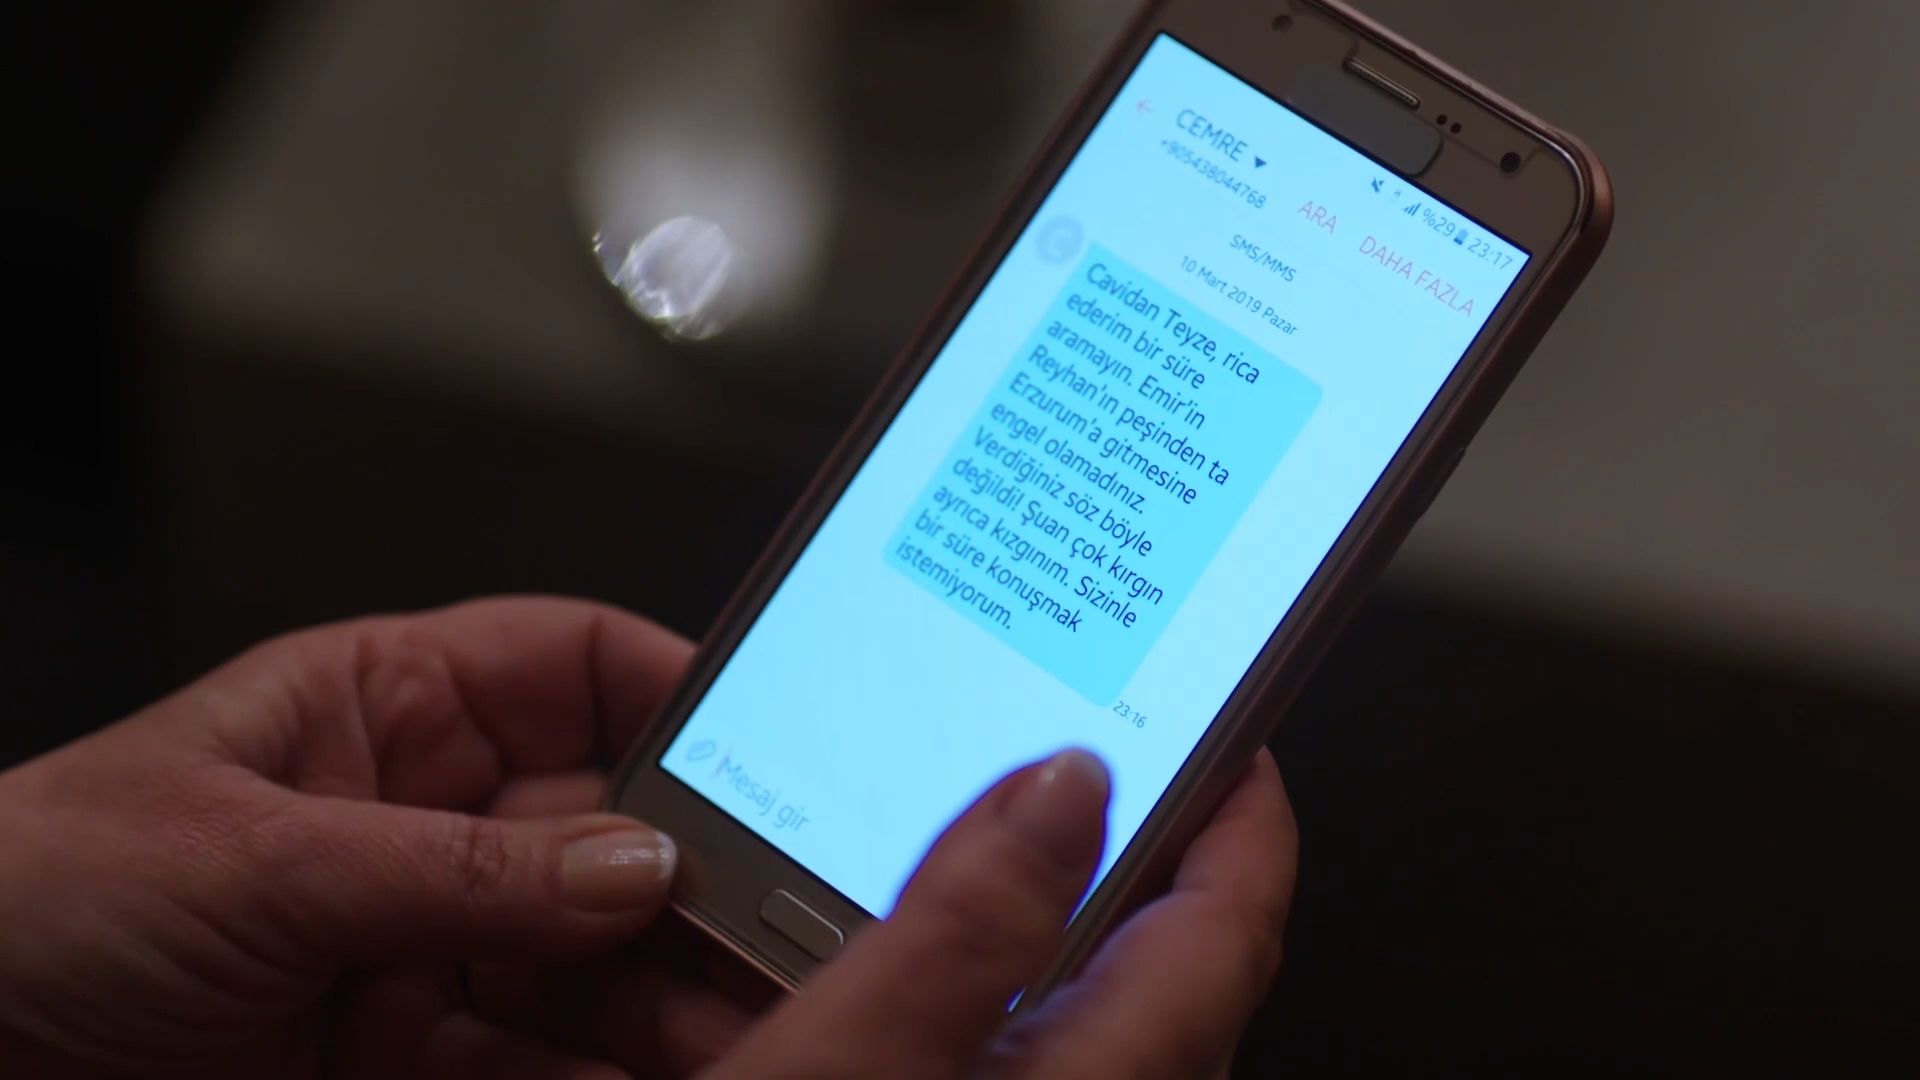 %29 23:17
CEMRE
+905438044768
ARA
DAHA FAZLA
SMS/MMS
10 Mart 2019 Pazar
Cavidan Teyze, rica
ederim bir süre
aramayın. Emir'in
Reyhan'ın peşinden ta
Erzurum'a gitmesine
engel olamadınız.
Verdiğiniz söz böyle
değildi! Şuan çok kırgın
ayrıca kızgınım. Sizinle
bir süre konuşmak
istemiyorum.
23:16
Mesaj gir